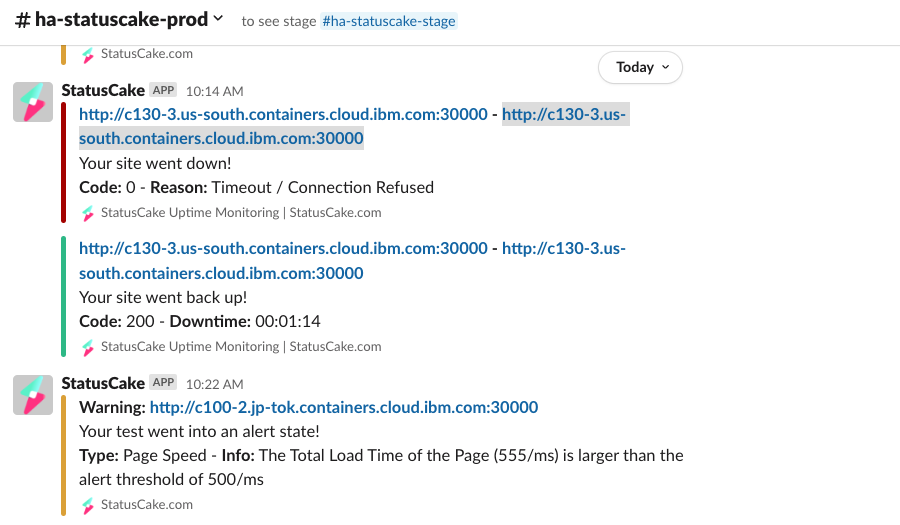 # ha-statuscake-prod to see stage #ha-statuscake-stage
StatusCake.com
Today
StatusCake APP 10:14 AM
http://c130-3.us-south.containers.cloud.ibm.com:30000 - http://c130-3.us-
south.containers.cloud.ibm.com:30000
Your site went down!
Code: 0 - Reason: Timeout / Connection Refused
StatusCake Uptime Monitoring | StatusCake.com
http://c130-3.us-south.containers.cloud.ibm.com:30000 - http://c130-3.us-
south.containers.cloud.ibm.com:30000
Your site went back up!
Code: 200 - Downtime: 00:01:14
StatusCake Uptime Monitoring | StatusCake.com
StatusCake APP 10:22 AM
Warning: http://c100-2.jp-tok.containers.cloud.ibm.com:30000
Your test went into an alert state!
Type: Page Speed - Info: The Total Load Time of the Page (555/ms) is larger than the
alert threshold of 500/ms
StatusCake.com